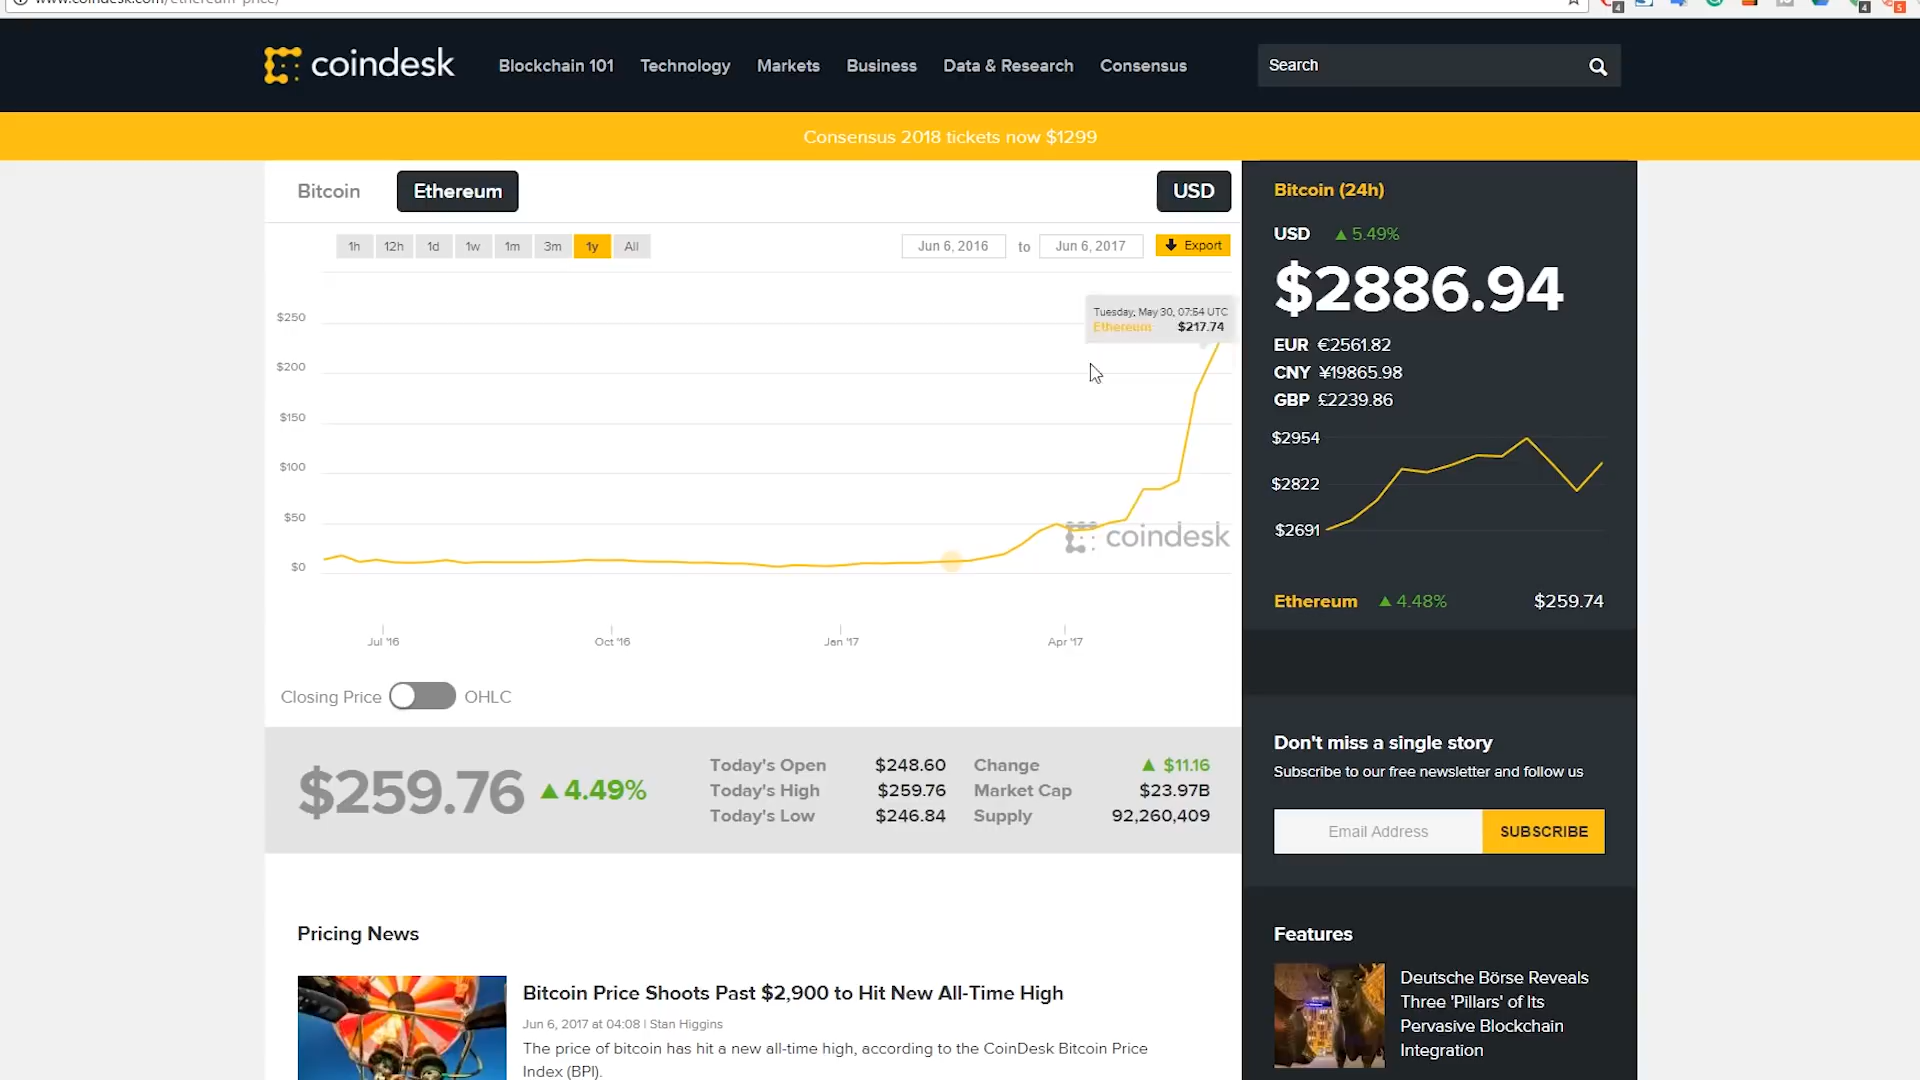 www.coindesk.com/ethereum-price/
coindesk
Blockchain 101 Technology Markets Business Data & Research Consensus
Search
Consensus 2018 tickets now $1299
Bitcoin Ethereum USD
1h 12h 1d 1w 1m 3m 1y All Jun 6, 2016 to Jun 6, 2017 Export
$250
$200
$150
$100
$50
$0
Tuesday, May 30, 07:54 UTC
Ethereum $217.74
coindesk
Jul '16 Oct '16 Jan '17 Apr '17
Closing Price OHLC
$259.76 ▲ 4.49%
Today's Open $248.60 Change ▲ $11.16
Today's High $259.76 Market Cap $23.97B
Today's Low $246.84 Supply 92,260,409
Pricing News
Bitcoin Price Shoots Past $2,900 to Hit New All-Time High
Jun 6, 2017 at 04:08 | Stan Higgins
The price of bitcoin has hit a new all-time high, according to the CoinDesk Bitcoin Price
Index (BPI).
Bitcoin (24h)
USD ▲ 5.49%
$2886.94
EUR €2561.82
CNY ¥19865.98
GBP £2239.86
$2954
$2822
$2691
Ethereum ▲ 4.48% $259.74
Don't miss a single story
Subscribe to our free newsletter and follow us
Email Address SUBSCRIBE
Features
Deutsche Börse Reveals
Three 'Pillars' of Its
Pervasive Blockchain
Integration